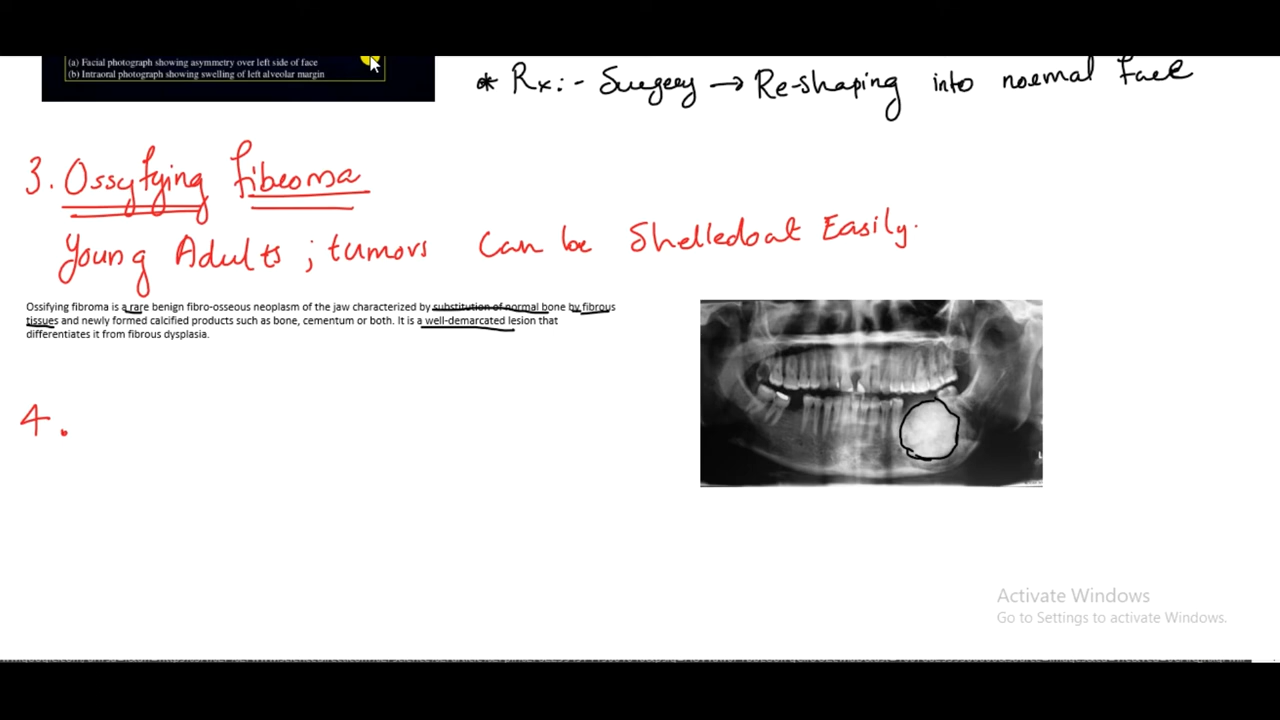 (a) Facial photograph showing asymmetry over left side of face
(b) Intraoral photograph showing swelling of left alveolar margin
* Rx:- Surgery → Re-shaping into normal face
3. Ossyfying fibroma
Young Adults ; tumors can be Shelledout Easily.
Ossifying fibroma is a rare benign fibro-osseous neoplasm of the jaw characterized by substitution of normal bone by fibrous
tissues and newly formed calcified products such as bone, cementum or both. It is a well-demarcated lesion that
differentiates it from fibrous dysplasia.
4.
L
Activate Windows
Go to Settings to activate Windows.